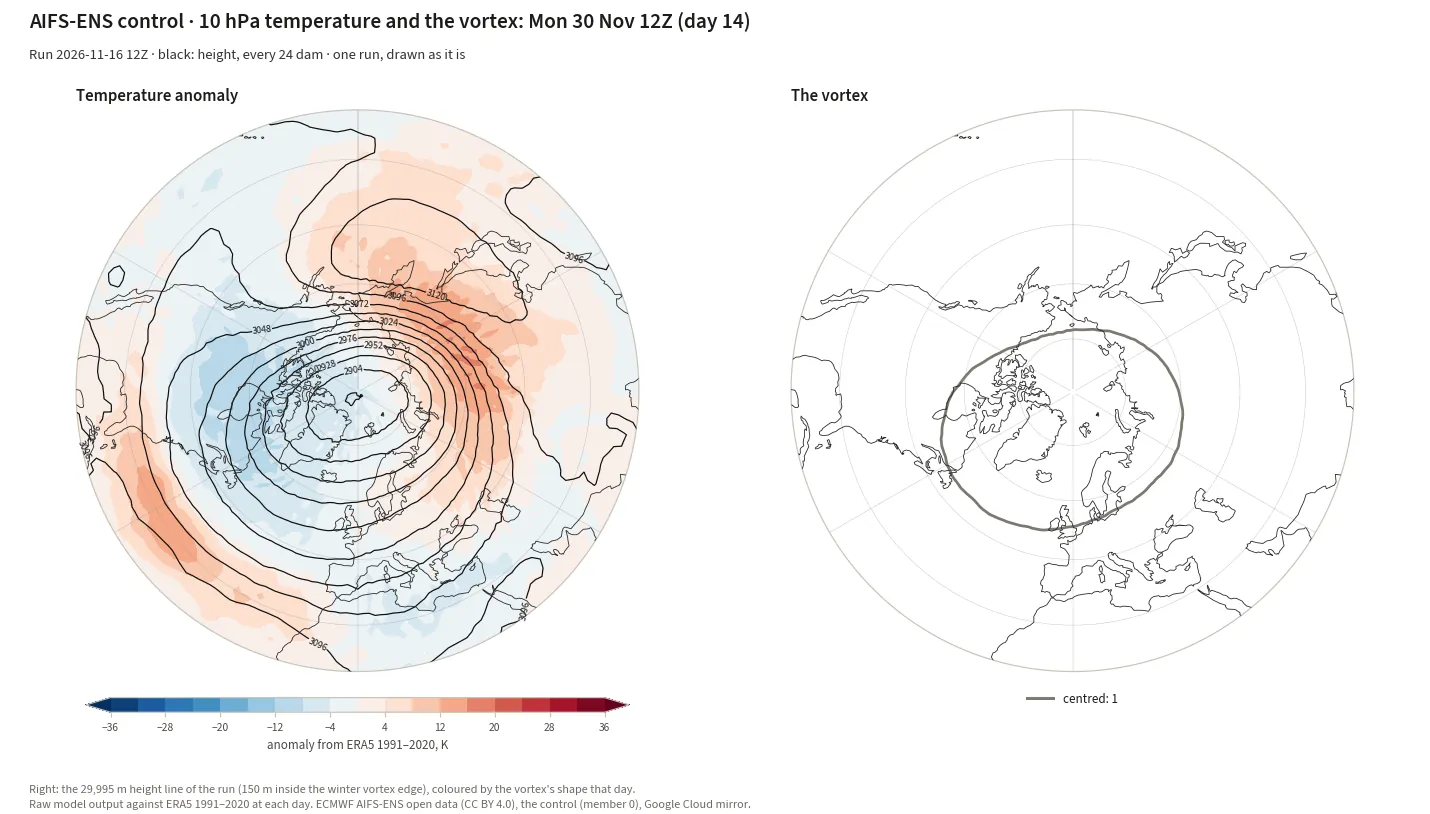 AIFS-ENS control · 10 hPa temperature and the vortex: Mon 30 Nov 12Z (day 14)
Run 2026-11-16 12Z · black: height, every 24 dam · one run, drawn as it is
Temperature anomaly
The vortex
3096
3120
3096
3072
3024
3048
2976
3000
2952
2928
2904
3096
3096
centred: 1
−36 −28 −20 −12 −4 4 12 20 28 36
anomaly from ERA5 1991–2020, K
Right: the 29,995 m height line of the run (150 m inside the winter vortex edge), coloured by the vortex's shape that day.
Raw model output against ERA5 1991–2020 at each day. ECMWF AIFS-ENS open data (CC BY 4.0), the control (member 0), Google Cloud mirror.